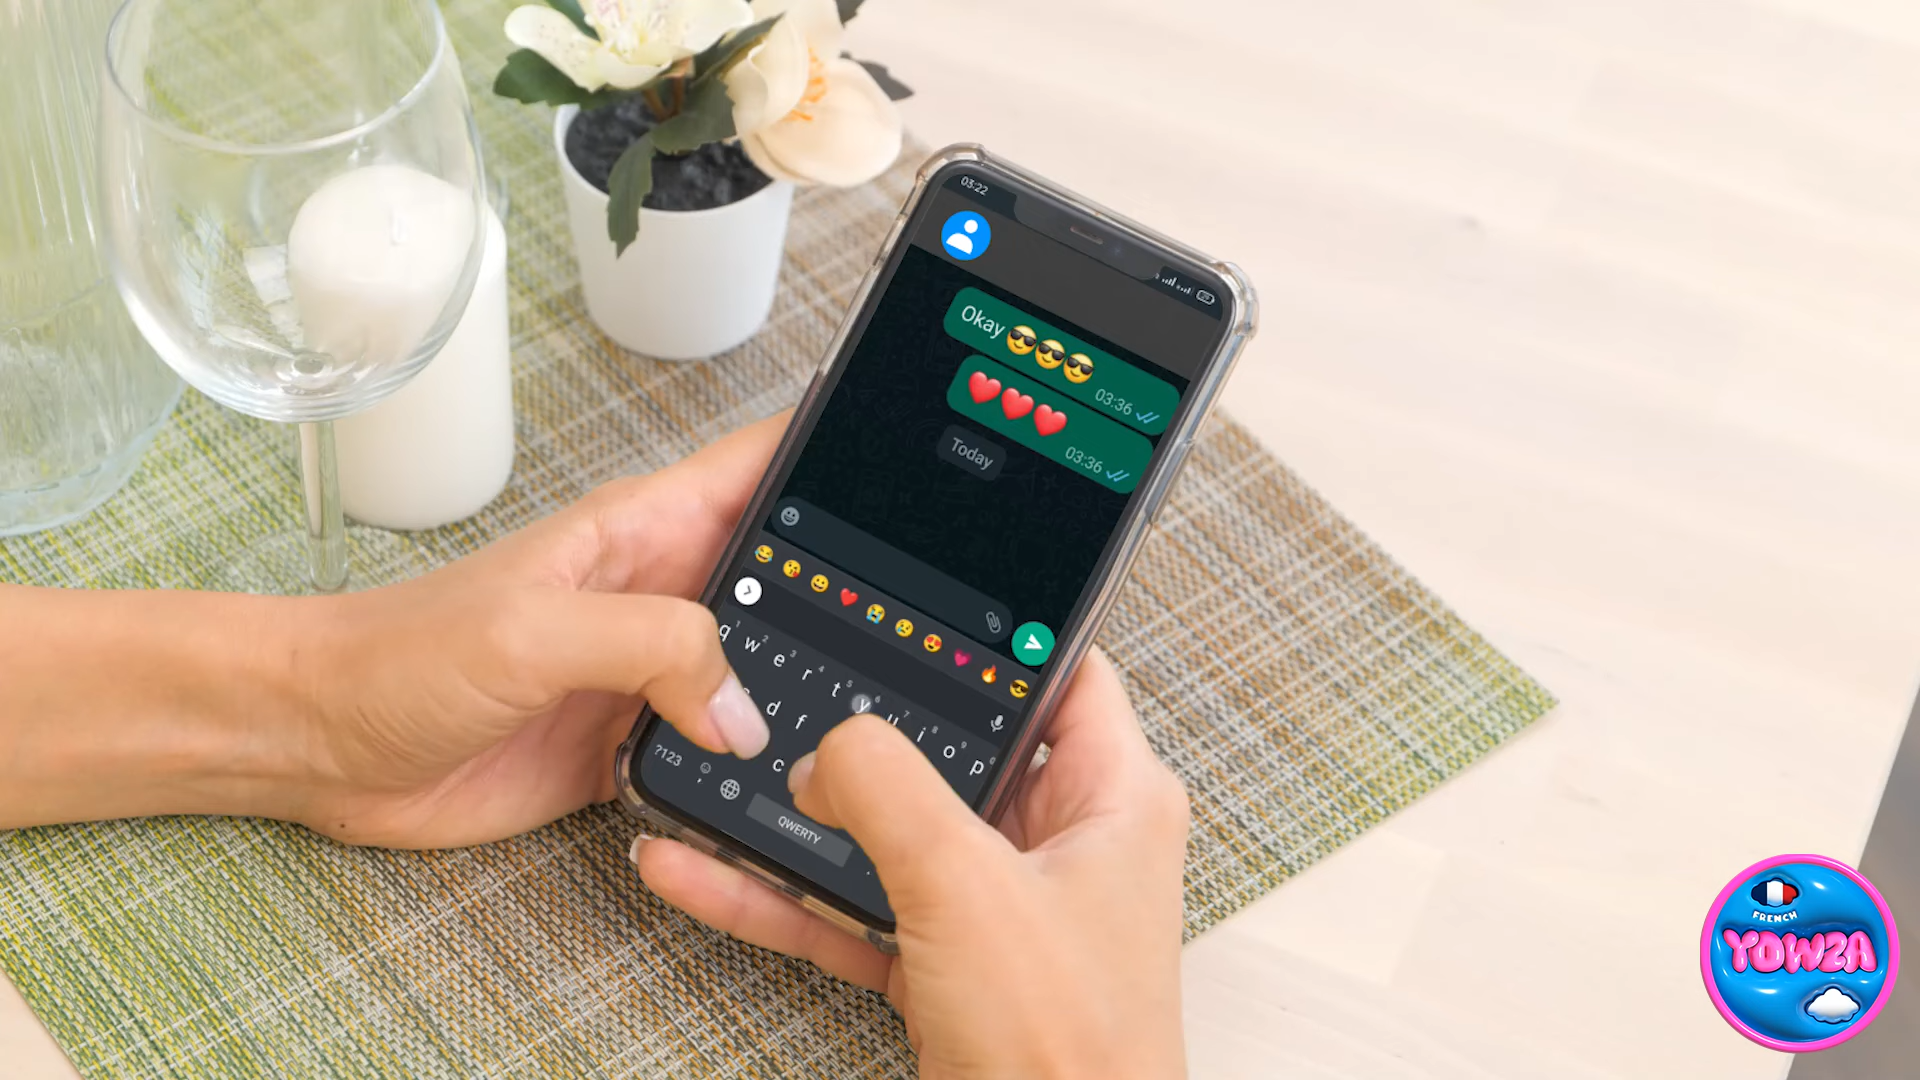 03:22
Okay 😎😎😎
03:36
❤️❤️❤️
03:36
Today
q w e r t y u i o p
d f
?123
c
QWERTY
FRENCH
YOWZA